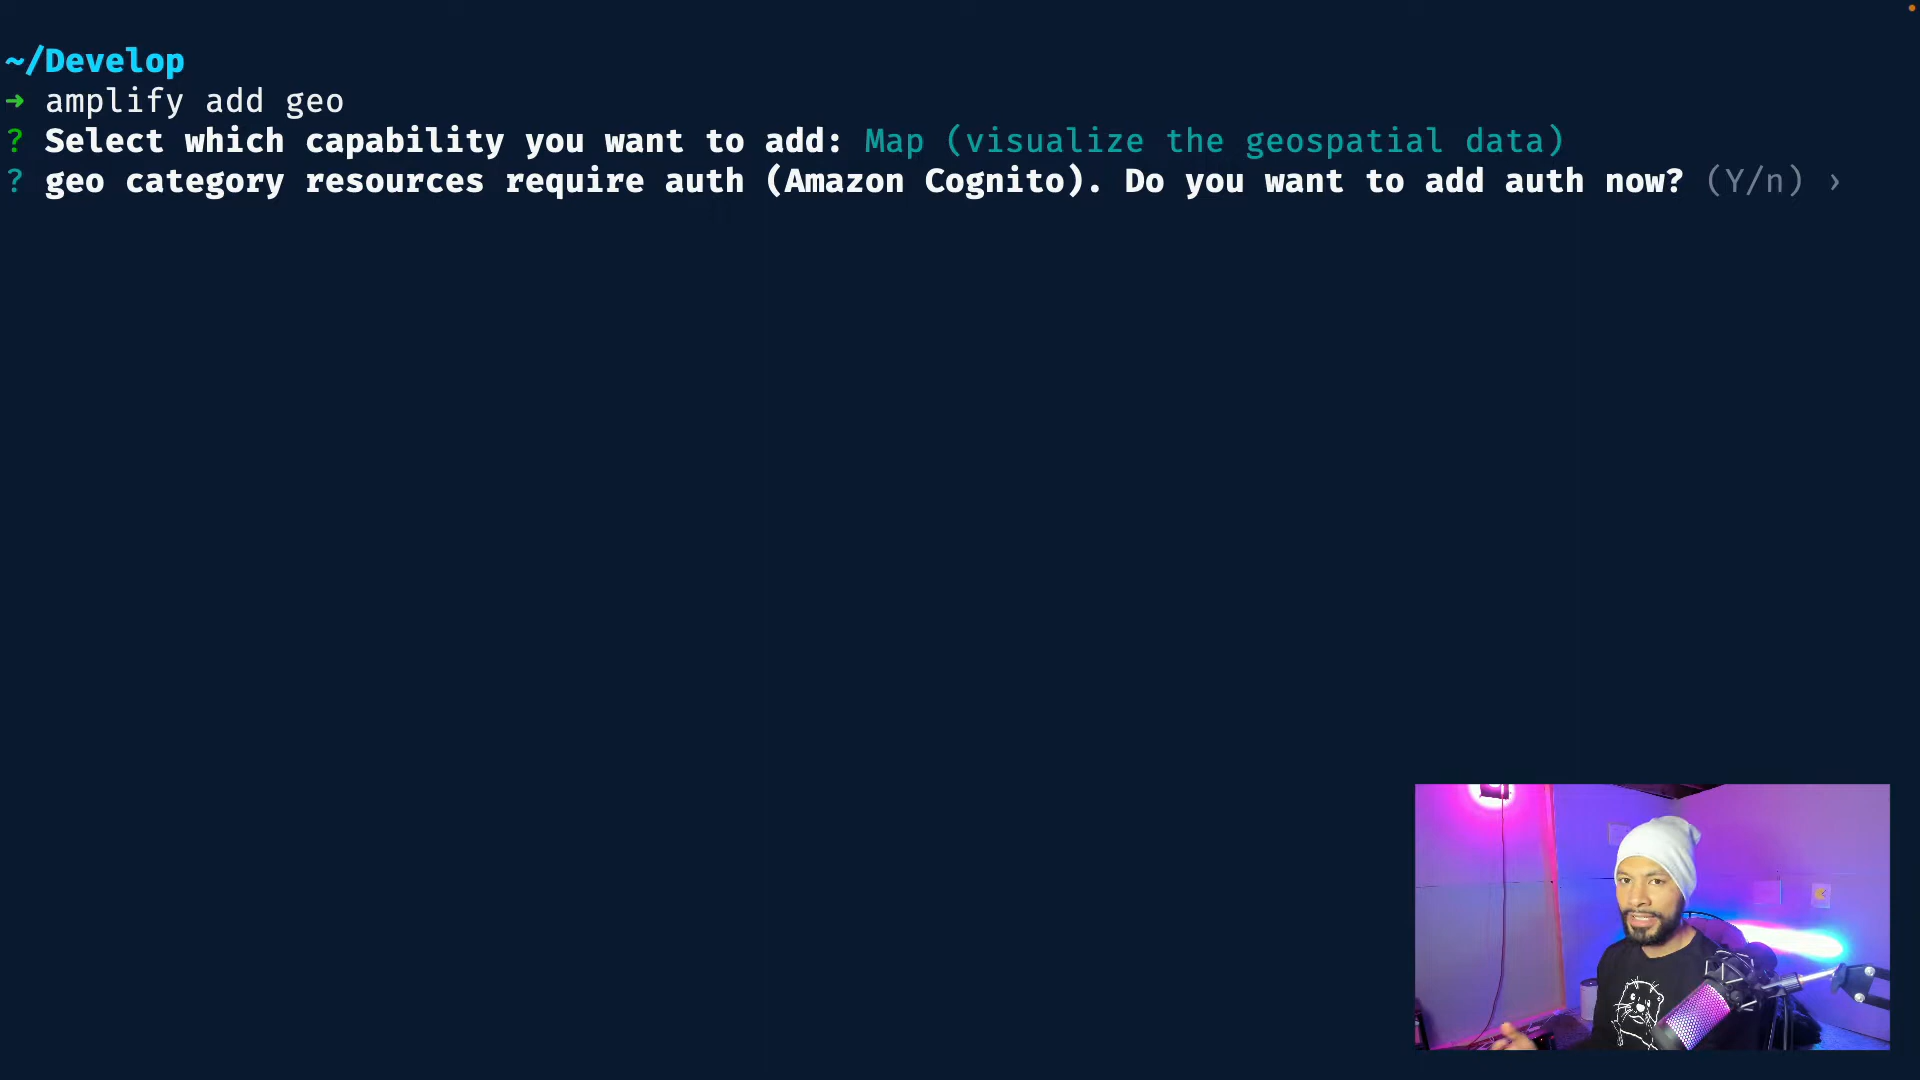 ~/Develop
➜ amplify add geo
? Select which capability you want to add: Map (visualize the geospatial data)
? geo category resources require auth (Amazon Cognito). Do you want to add auth now? (Y/n) ›